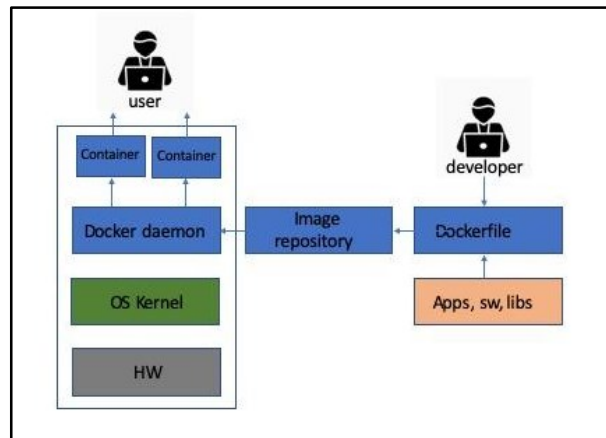 user
Container
Container
developer
Docker daemon
Image
repository
Dockerfile
OS Kernel
Apps, sw, libs
HW